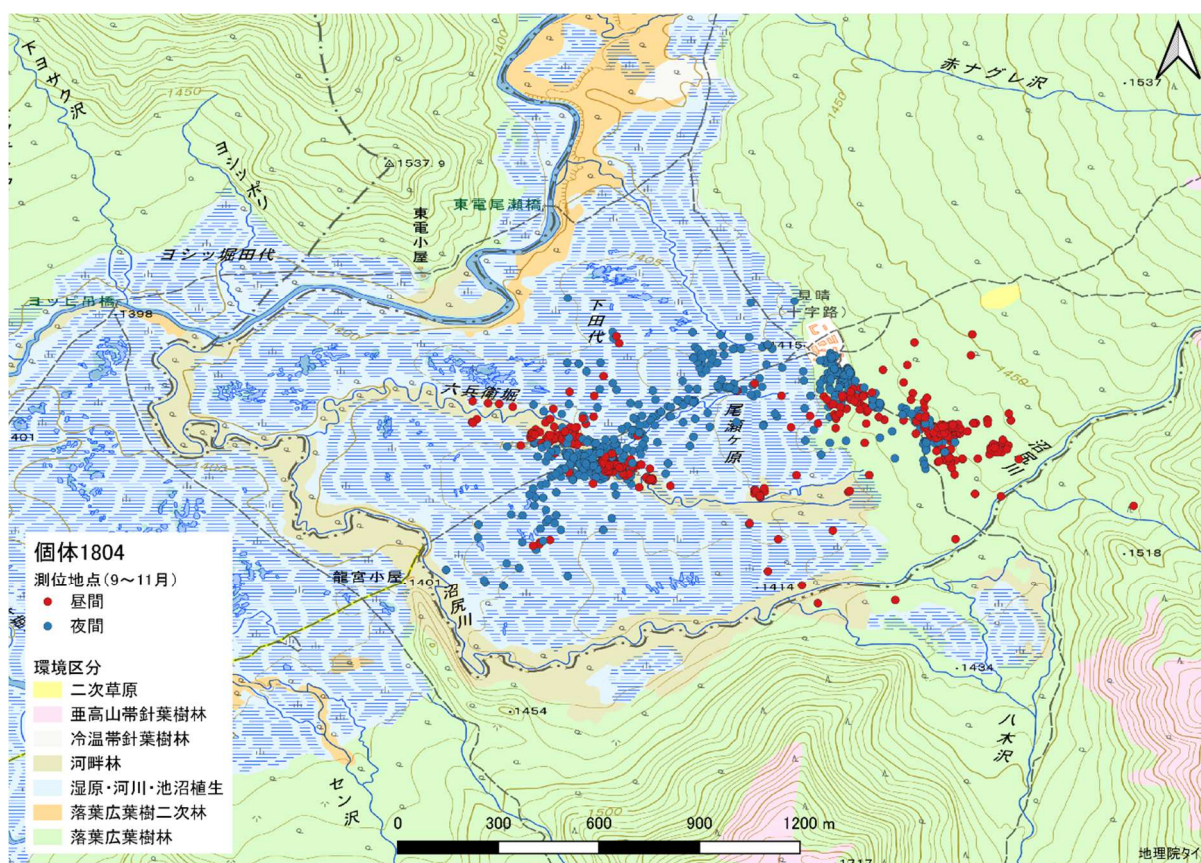 下ヨサク沢
1450
1400
赤ナグレ沢
1537
1450
ヨシッポリ
1537.9
東電尾瀬橋
東電小屋
ヨシッ堀田代
1405
ヨッピ吊橋
1398
下田代
見晴
(十字路)
1415
1450
六兵衛堀
尾瀬ヶ原
沼尻川
1400
個体1804
測位地点(9~11月)
昼間
夜間
龍宮小屋
1401
沼尻川
1414
1518
1434
環境区分
二次草原
亜高山帯針葉樹林
冷温帯針葉樹林
河畔林
湿原・河川・池沼植生
落葉広葉樹二次林
落葉広葉樹林
1454
八木沢
セン沢
1500
0 300 600 900 1200 m
地理院タイ